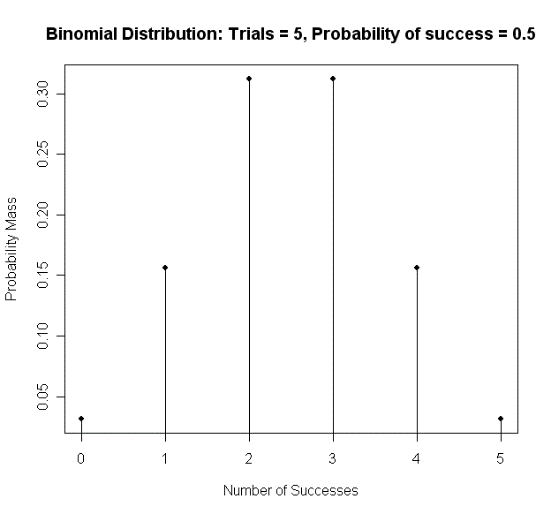 Binomial Distribution: Trials = 5, Probability of success = 0.5
Probability Mass
0.30
0.25
0.20
0.15
0.10
0.05
0 1 2 3 4 5
Number of Successes